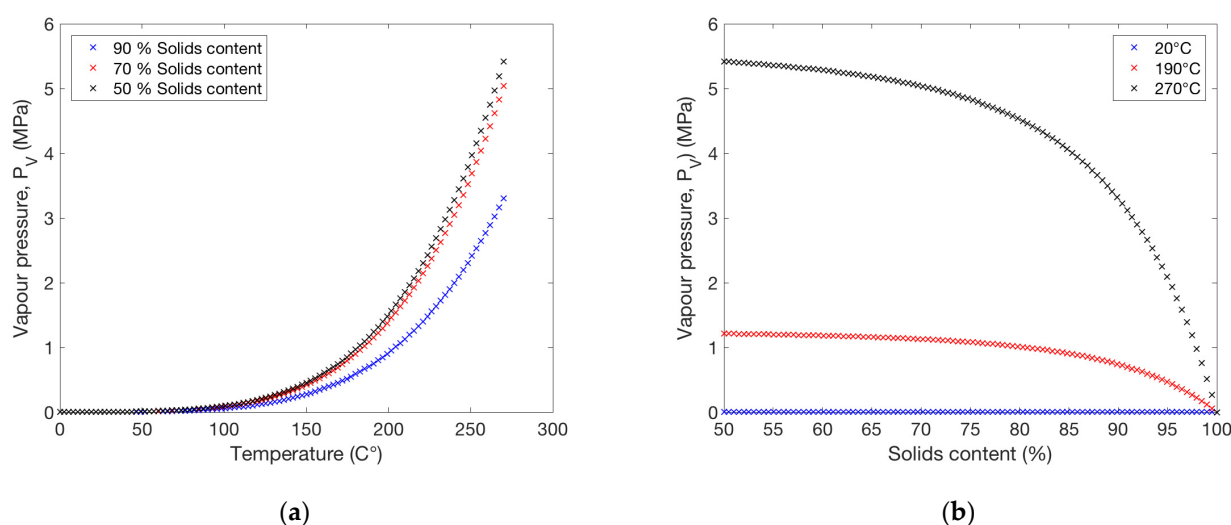 6
5
4
3
2
1
0
Vapour pressure, P_V (MPa)
90 % Solids content
70 % Solids content
50 % Solids content
0 50 100 150 200 250 300
Temperature (C°)
(a)
6
5
4
3
2
1
0
Vapour pressure, P_V) (MPa)
20°C
190°C
270°C
50 55 60 65 70 75 80 85 90 95 100
Solids content (%)
(b)